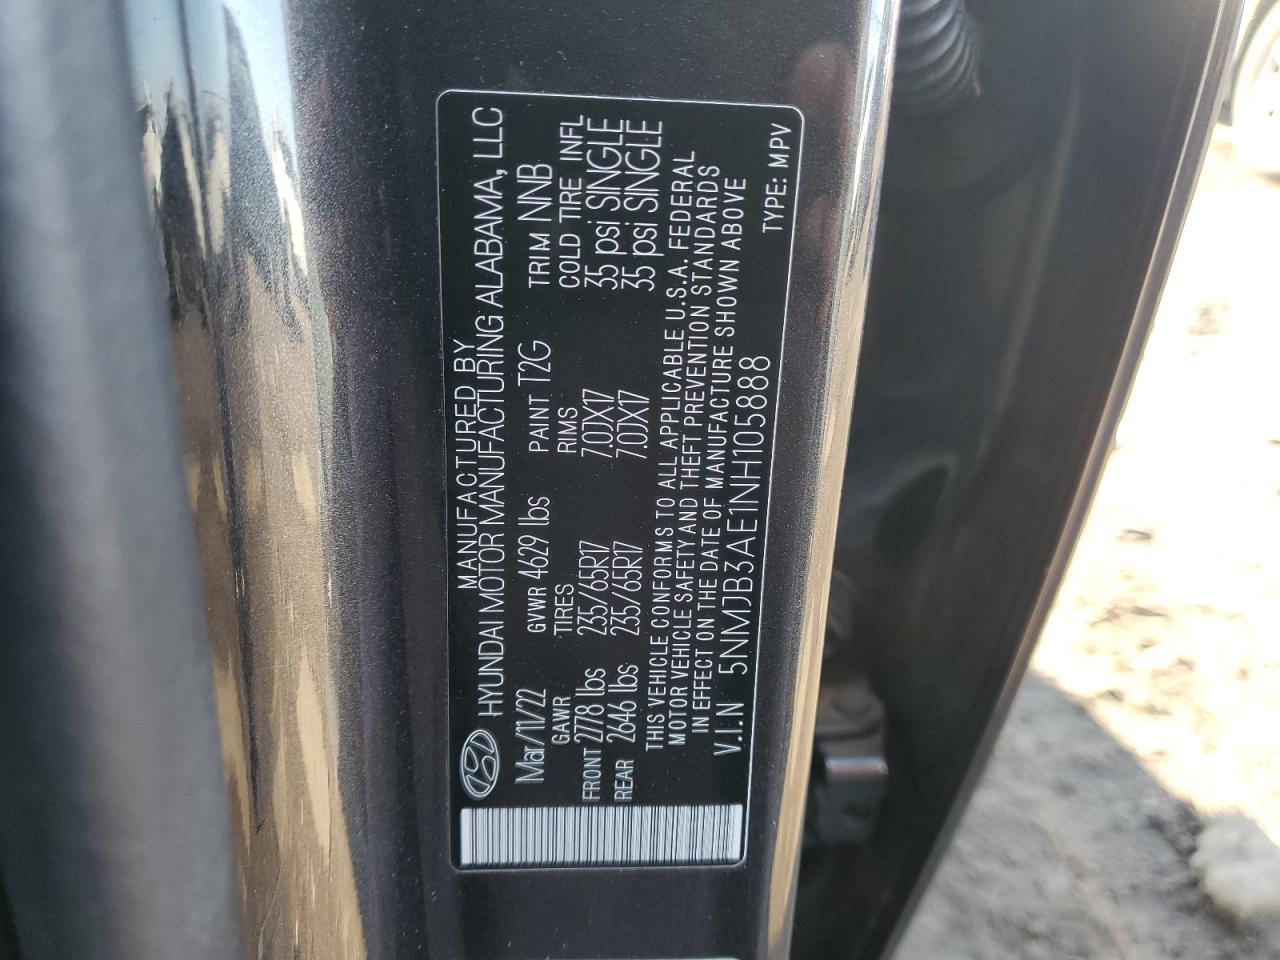 MANUFACTURED BY
HYUNDAI MOTOR MANUFACTURING ALABAMA, LLC
Mar/11/22 GVWR 4629 lbs PAINT T2G TRIM NNB
GAWR TIRES RIMS COLD TIRE INFL
FRONT 2778 lbs 235/65R17 7.0JX17 35 psi SINGLE
REAR 2646 lbs 235/65R17 7.0JX17 35 psi SINGLE
THIS VEHICLE CONFORMS TO ALL APPLICABLE U.S.A. FEDERAL
MOTOR VEHICLE SAFETY AND THEFT PREVENTION STANDARDS
IN EFFECT ON THE DATE OF MANUFACTURE SHOWN ABOVE
V.I.N 5NMJB3AE1NH105888
TYPE: MPV